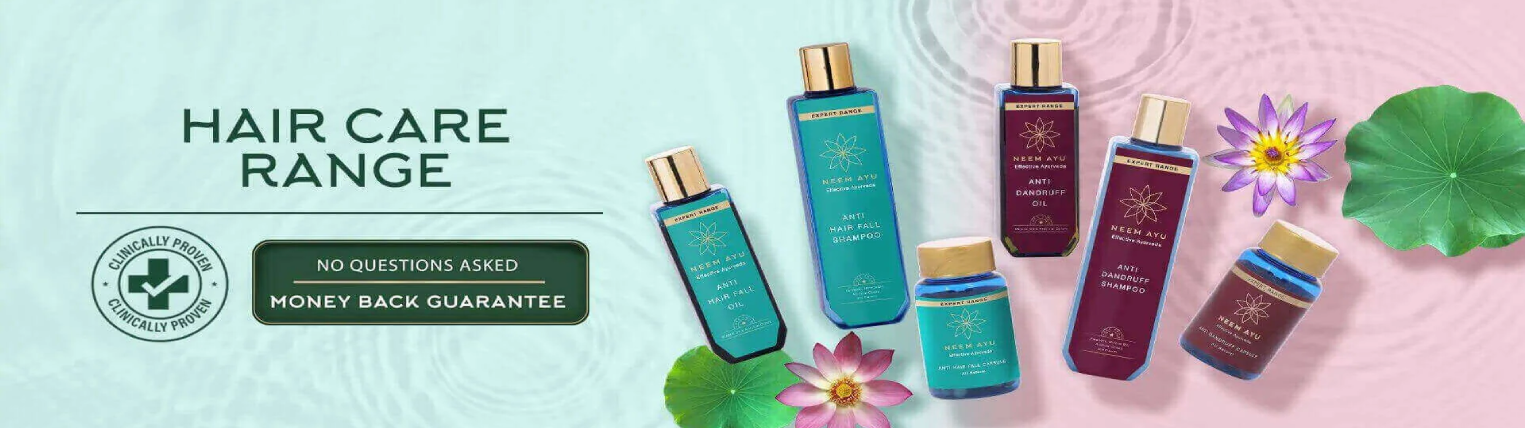 HAIR CARE
RANGE
CLINICALLY PROVEN
CLINICALLY PROVEN
NO QUESTIONS ASKED
MONEY BACK GUARANTEE
EXPERT RANGE
NEEM AYU
Effective Ayurveda
ANTI
HAIR FALL
OIL
EXPERT RANGE
NEEM AYU
Effective Ayurveda
ANTI
HAIR FALL
SHAMPOO
EXPERT RANGE
NEEM AYU
Effective Ayurveda
ANTI HAIR FALL CAPSULE
EXPERT RANGE
NEEM AYU
Effective Ayurveda
ANTI
DANDRUFF
OIL
EXPERT RANGE
NEEM AYU
Effective Ayurveda
ANTI
DANDRUFF
SHAMPOO
EXPERT RANGE
NEEM AYU
ANTI DANDRUFF CAPSULE